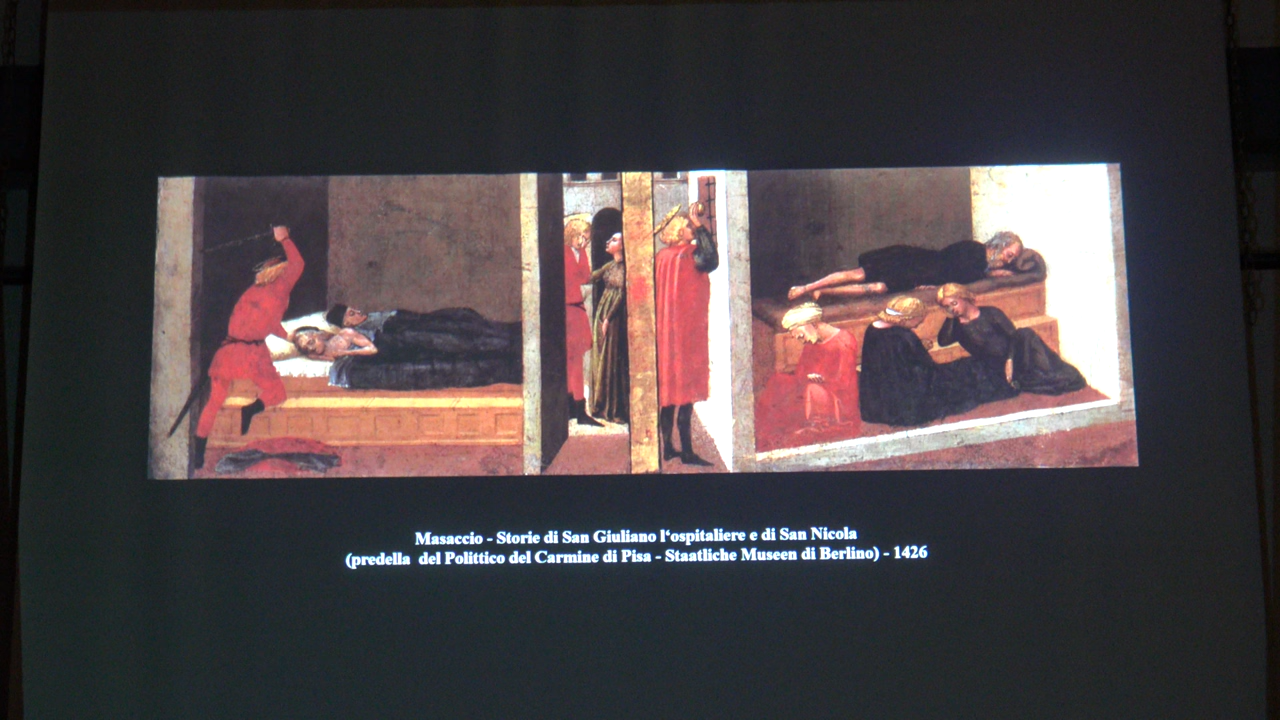 Masaccio - Storie di San Giuliano l‘ospitaliere e di San Nicola
(predella del Polittico del Carmine di Pisa - Staatliche Museen di Berlino) - 1426